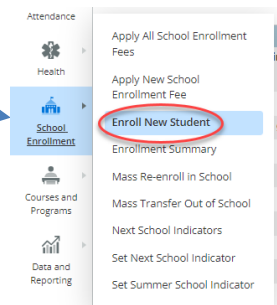 Attendance
Health
School
Enrollment
Courses and
Programs
Data and
Reporting
Apply All School Enrollment
Fees
Apply New School
Enrollment Fee
Enroll New Student
Enrollment Summary
Mass Re-enroll in School
Mass Transfer Out of School
Next School Indicators
Set Next School Indicator
Set Summer School Indicator